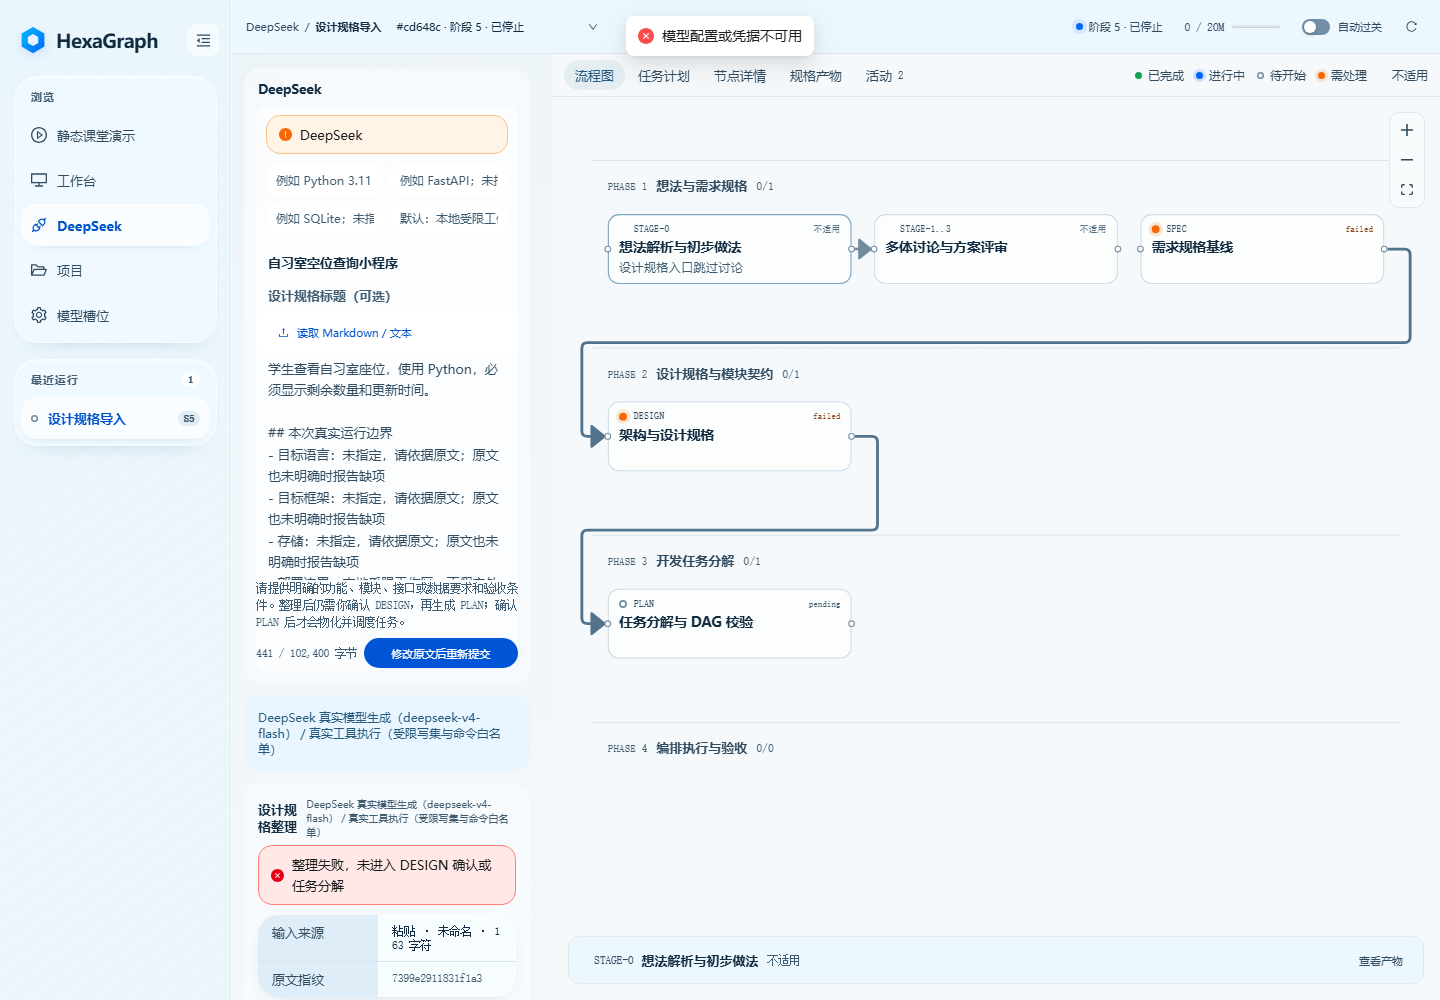 HexaGraph
浏览
静态课堂演示
工作台
DeepSeek
项目
模型槽位
最近运行 1
设计规格导入 S5
DeepSeek / 设计规格导入 #cd648c · 阶段 5 · 已停止
模型配置或凭据不可用
阶段 5 · 已停止 0 / 20M 自动过关
DeepSeek
DeepSeek
例如 Python 3.11 例如 FastAPI；未
例如 SQLite；未指 默认：本地受限工
自习室空位查询小程序
设计规格标题（可选）
读取 Markdown / 文本
学生查看自习室座位，使用 Python，必
须显示剩余数量和更新时间。
## 本次真实运行边界
- 目标语言：未指定，请依据原文；原文
也未明确时报告缺项
- 目标框架：未指定，请依据原文；原文
也未明确时报告缺项
- 存储：未指定，请依据原文；原文也未
明确时报告缺项
请提供明确的功能、模块、接口或数据要求和验收条
件。整理后仍需你确认 DESIGN，再生成 PLAN；确认
PLAN 后才会物化并调度任务。
441 / 102,400 字节 修改原文后重新提交
DeepSeek 真实模型生成（deepseek-v4-
flash） / 真实工具执行（受限写集与命令白名
单）
设计规
格整理
DeepSeek 真实模型生成（deepseek-v4-
flash） / 真实工具执行（受限写集与命令白名
单）
整理失败，未进入 DESIGN 确认或
任务分解
输入来源 粘贴 · 未命名 · 1
63 字符
原文指纹 7399e2911831f1a3
流程图 任务计划 节点详情 规格产物 活动 2
已完成 进行中 待开始 需处理 不适用
PHASE 1 想法与需求规格 0/1
STAGE-0 不适用
想法解析与初步做法
设计规格入口跳过讨论
STAGE-1..3 不适用
多体讨论与方案评审
SPEC failed
需求规格基线
PHASE 2 设计规格与模块契约 0/1
DESIGN failed
架构与设计规格
PHASE 3 开发任务分解 0/1
PLAN pending
任务分解与 DAG 校验
PHASE 4 编排执行与验收 0/0
STAGE-0 想法解析与初步做法 不适用 查看产物